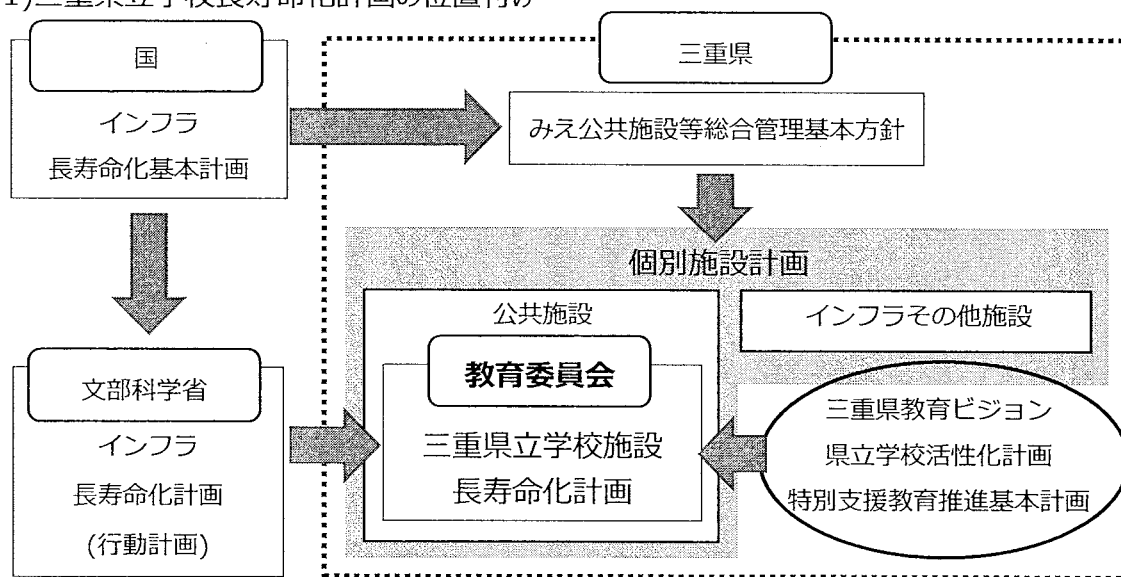 1)三重県立学校長寿命化計画の位置付け
国
インフラ
長寿命化基本計画
三重県
みえ公共施設等総合管理基本方針
個別施設計画
公共施設
インフラその他施設
教育委員会
三重県立学校施設
長寿命化計画
文部科学省
インフラ
長寿命化計画
(行動計画)
三重県教育ビジョン
県立学校活性化計画
特別支援教育推進基本計画